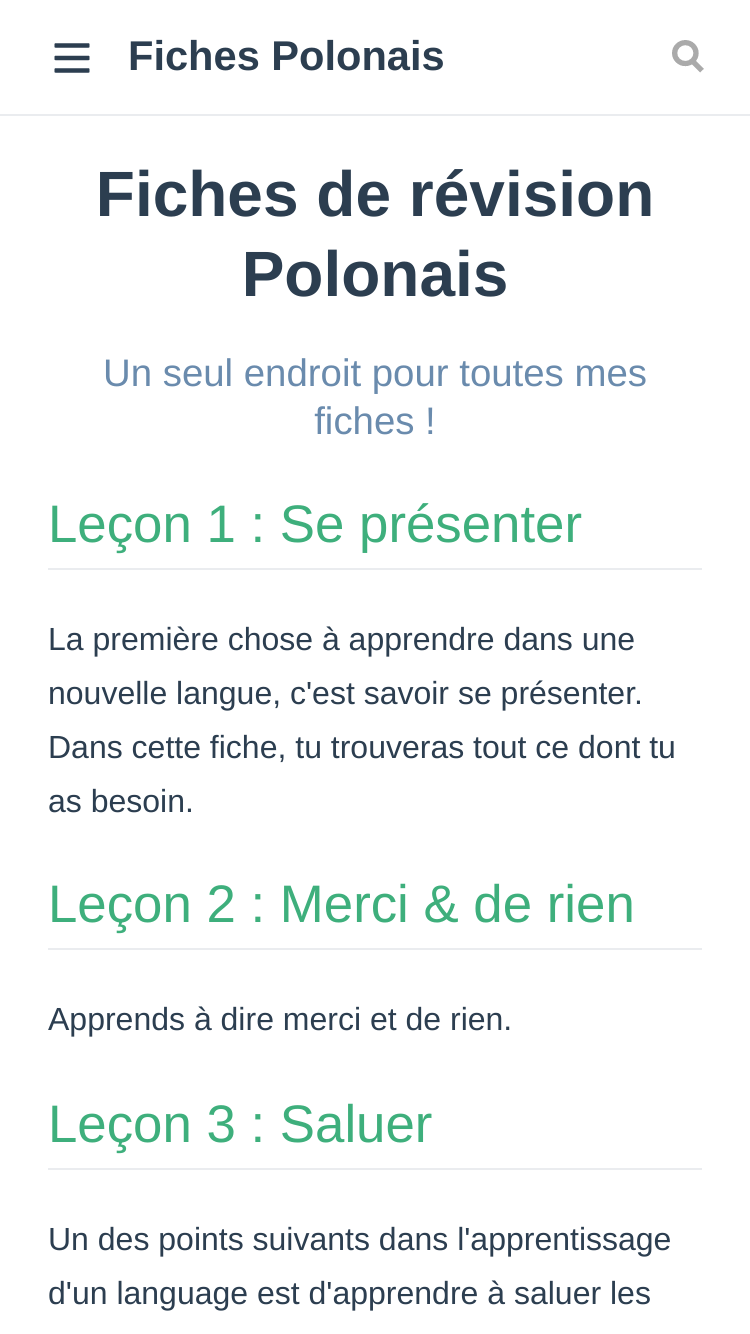 Fiches Polonais
Fiches de révision
Polonais
Un seul endroit pour toutes mes
fiches !
Leçon 1 : Se présenter
La première chose à apprendre dans une
nouvelle langue, c'est savoir se présenter.
Dans cette fiche, tu trouveras tout ce dont tu
as besoin.
Leçon 2 : Merci & de rien
Apprends à dire merci et de rien.
Leçon 3 : Saluer
Un des points suivants dans l'apprentissage
d'un language est d'apprendre à saluer les